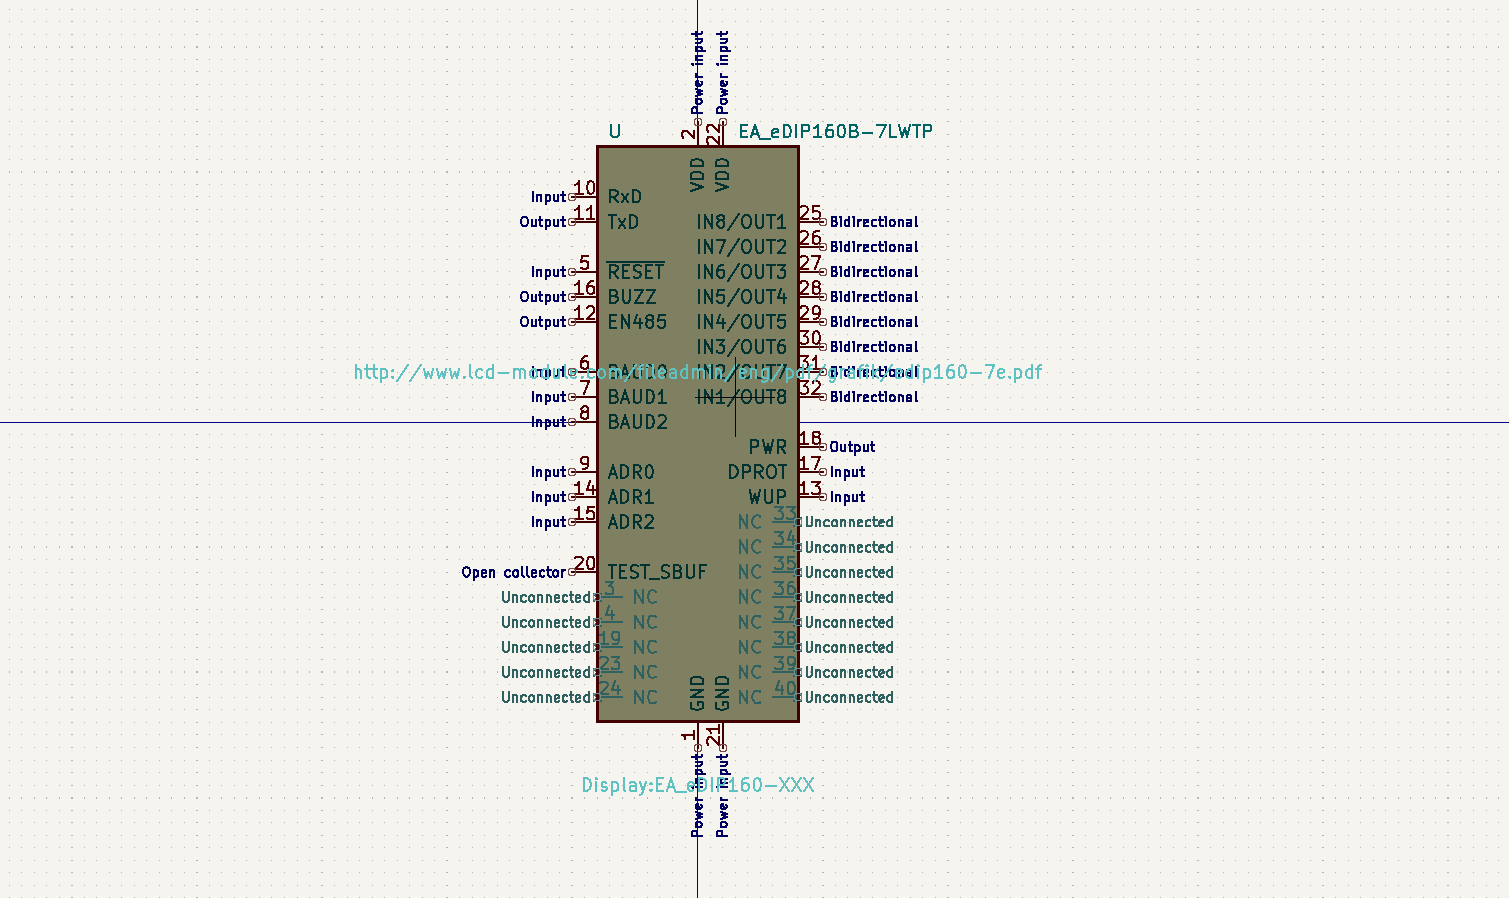 Power input
Power input
2
22
U
EA_eDIP160B-7LWTP
VDD
VDD
Input 10 RxD
Output 11 TxD
Input 5 RESET
Output 16 BUZZ
Output 12 EN485
Input 6 BAUD0
Input 7 BAUD1
Input 8 BAUD2
Input 9 ADR0
Input 14 ADR1
Input 15 ADR2
Open collector 20 TEST_SBUF
Unconnected 3 NC
Unconnected 4 NC
Unconnected 19 NC
Unconnected 23 NC
Unconnected 24 NC
IN8/OUT1 25 Bidirectional
IN7/OUT2 26 Bidirectional
IN6/OUT3 27 Bidirectional
IN5/OUT4 28 Bidirectional
IN4/OUT5 29 Bidirectional
IN3/OUT6 30 Bidirectional
IN2/OUT7 31 Bidirectional
IN1/OUT8 32 Bidirectional
http://www.lcd-module.com/fileadmin/eng/pdf/grafik/edip160-7e.pdf
PWR 18 Output
DPROT 17 Input
WUP 13 Input
NC 33 Unconnected
NC 34 Unconnected
NC 35 Unconnected
NC 36 Unconnected
NC 37 Unconnected
NC 38 Unconnected
NC 39 Unconnected
NC 40 Unconnected
GND
GND
1
21
Power input
Power input
Display:EA_eDIP160-XXX